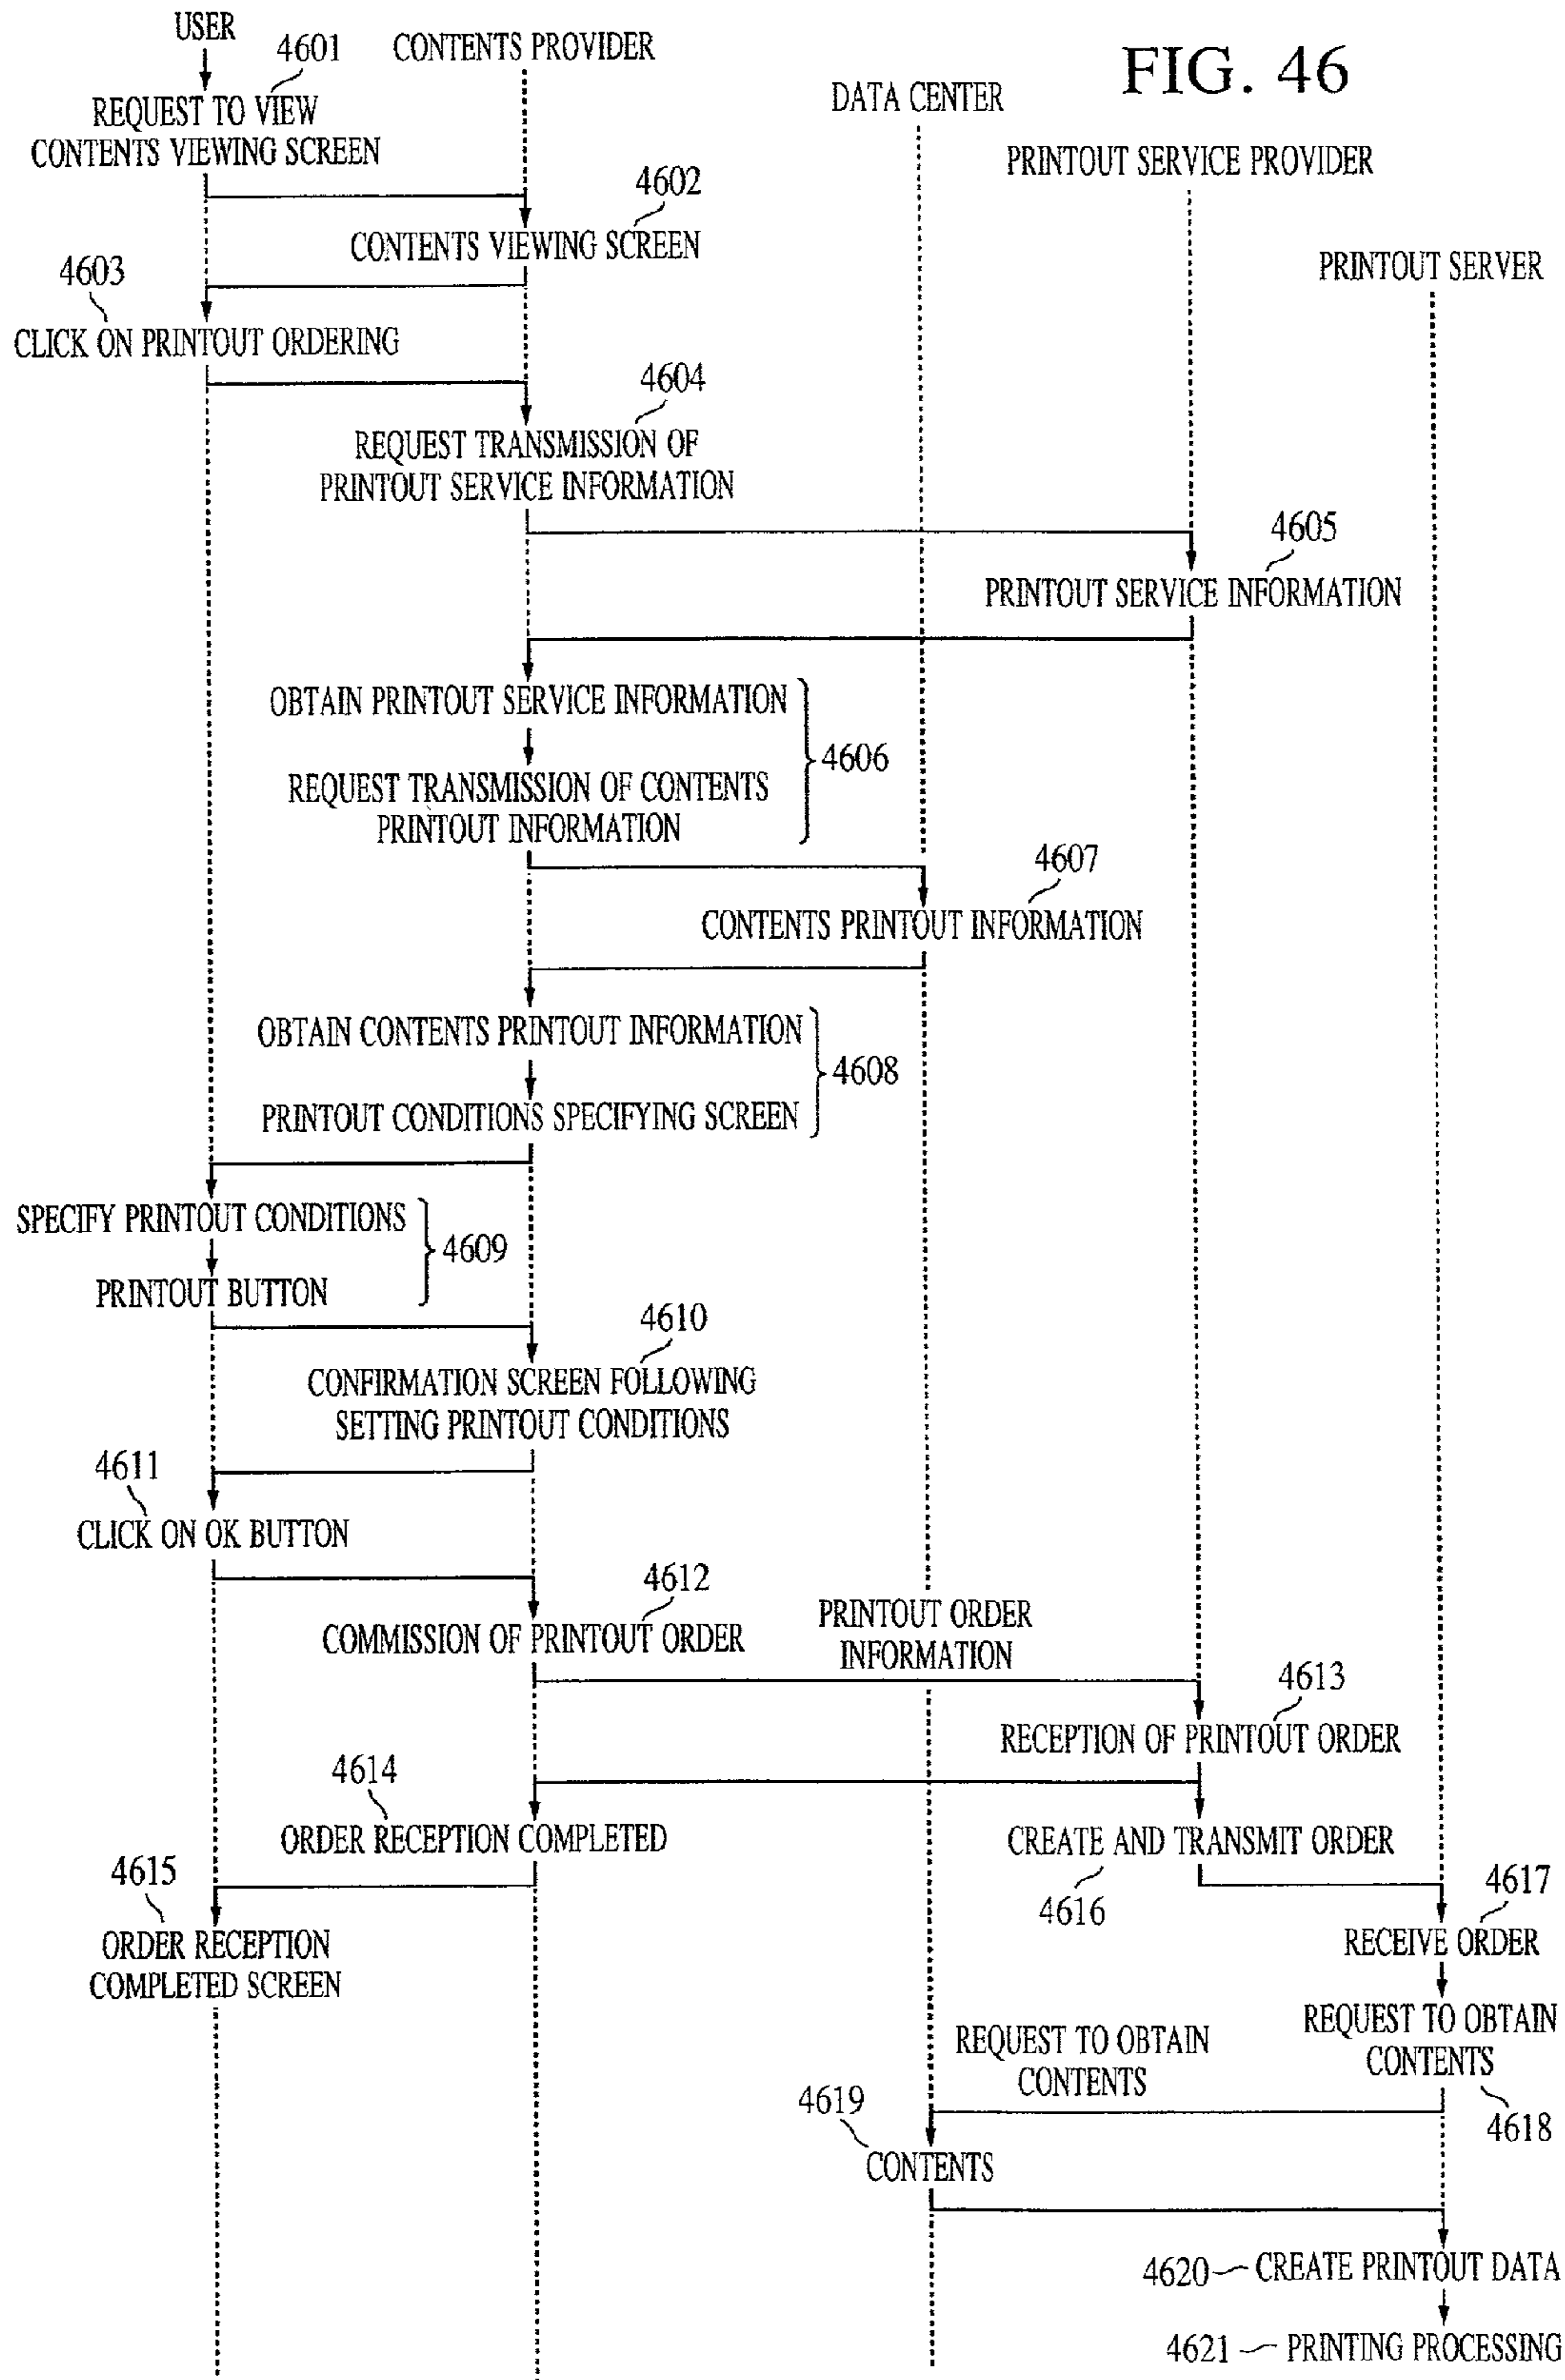 FIG. 46
USER
CONTENTS PROVIDER
DATA CENTER
PRINTOUT SERVICE PROVIDER
PRINTOUT SERVER
4601
REQUEST TO VIEW
CONTENTS VIEWING SCREEN
4602
CONTENTS VIEWING SCREEN
4603
CLICK ON PRINTOUT ORDERING
4604
REQUEST TRANSMISSION OF
PRINTOUT SERVICE INFORMATION
4605
PRINTOUT SERVICE INFORMATION
OBTAIN PRINTOUT SERVICE INFORMATION
4606
REQUEST TRANSMISSION OF CONTENTS
PRINTOUT INFORMATION
4607
CONTENTS PRINTOUT INFORMATION
OBTAIN CONTENTS PRINTOUT INFORMATION
4608
PRINTOUT CONDITIONS SPECIFYING SCREEN
SPECIFY PRINTOUT CONDITIONS
4609
PRINTOUT BUTTON
4610
CONFIRMATION SCREEN FOLLOWING
SETTING PRINTOUT CONDITIONS
4611
CLICK ON OK BUTTON
4612
COMMISSION OF PRINTOUT ORDER
PRINTOUT ORDER
INFORMATION
4613
RECEPTION OF PRINTOUT ORDER
4614
ORDER RECEPTION COMPLETED
CREATE AND TRANSMIT ORDER
4616
4615
ORDER RECEPTION
COMPLETED SCREEN
4617
RECEIVE ORDER
REQUEST TO OBTAIN
CONTENTS
4618
REQUEST TO OBTAIN
CONTENTS
4619
CONTENTS
4620 CREATE PRINTOUT DATA
4621 PRINTING PROCESSING